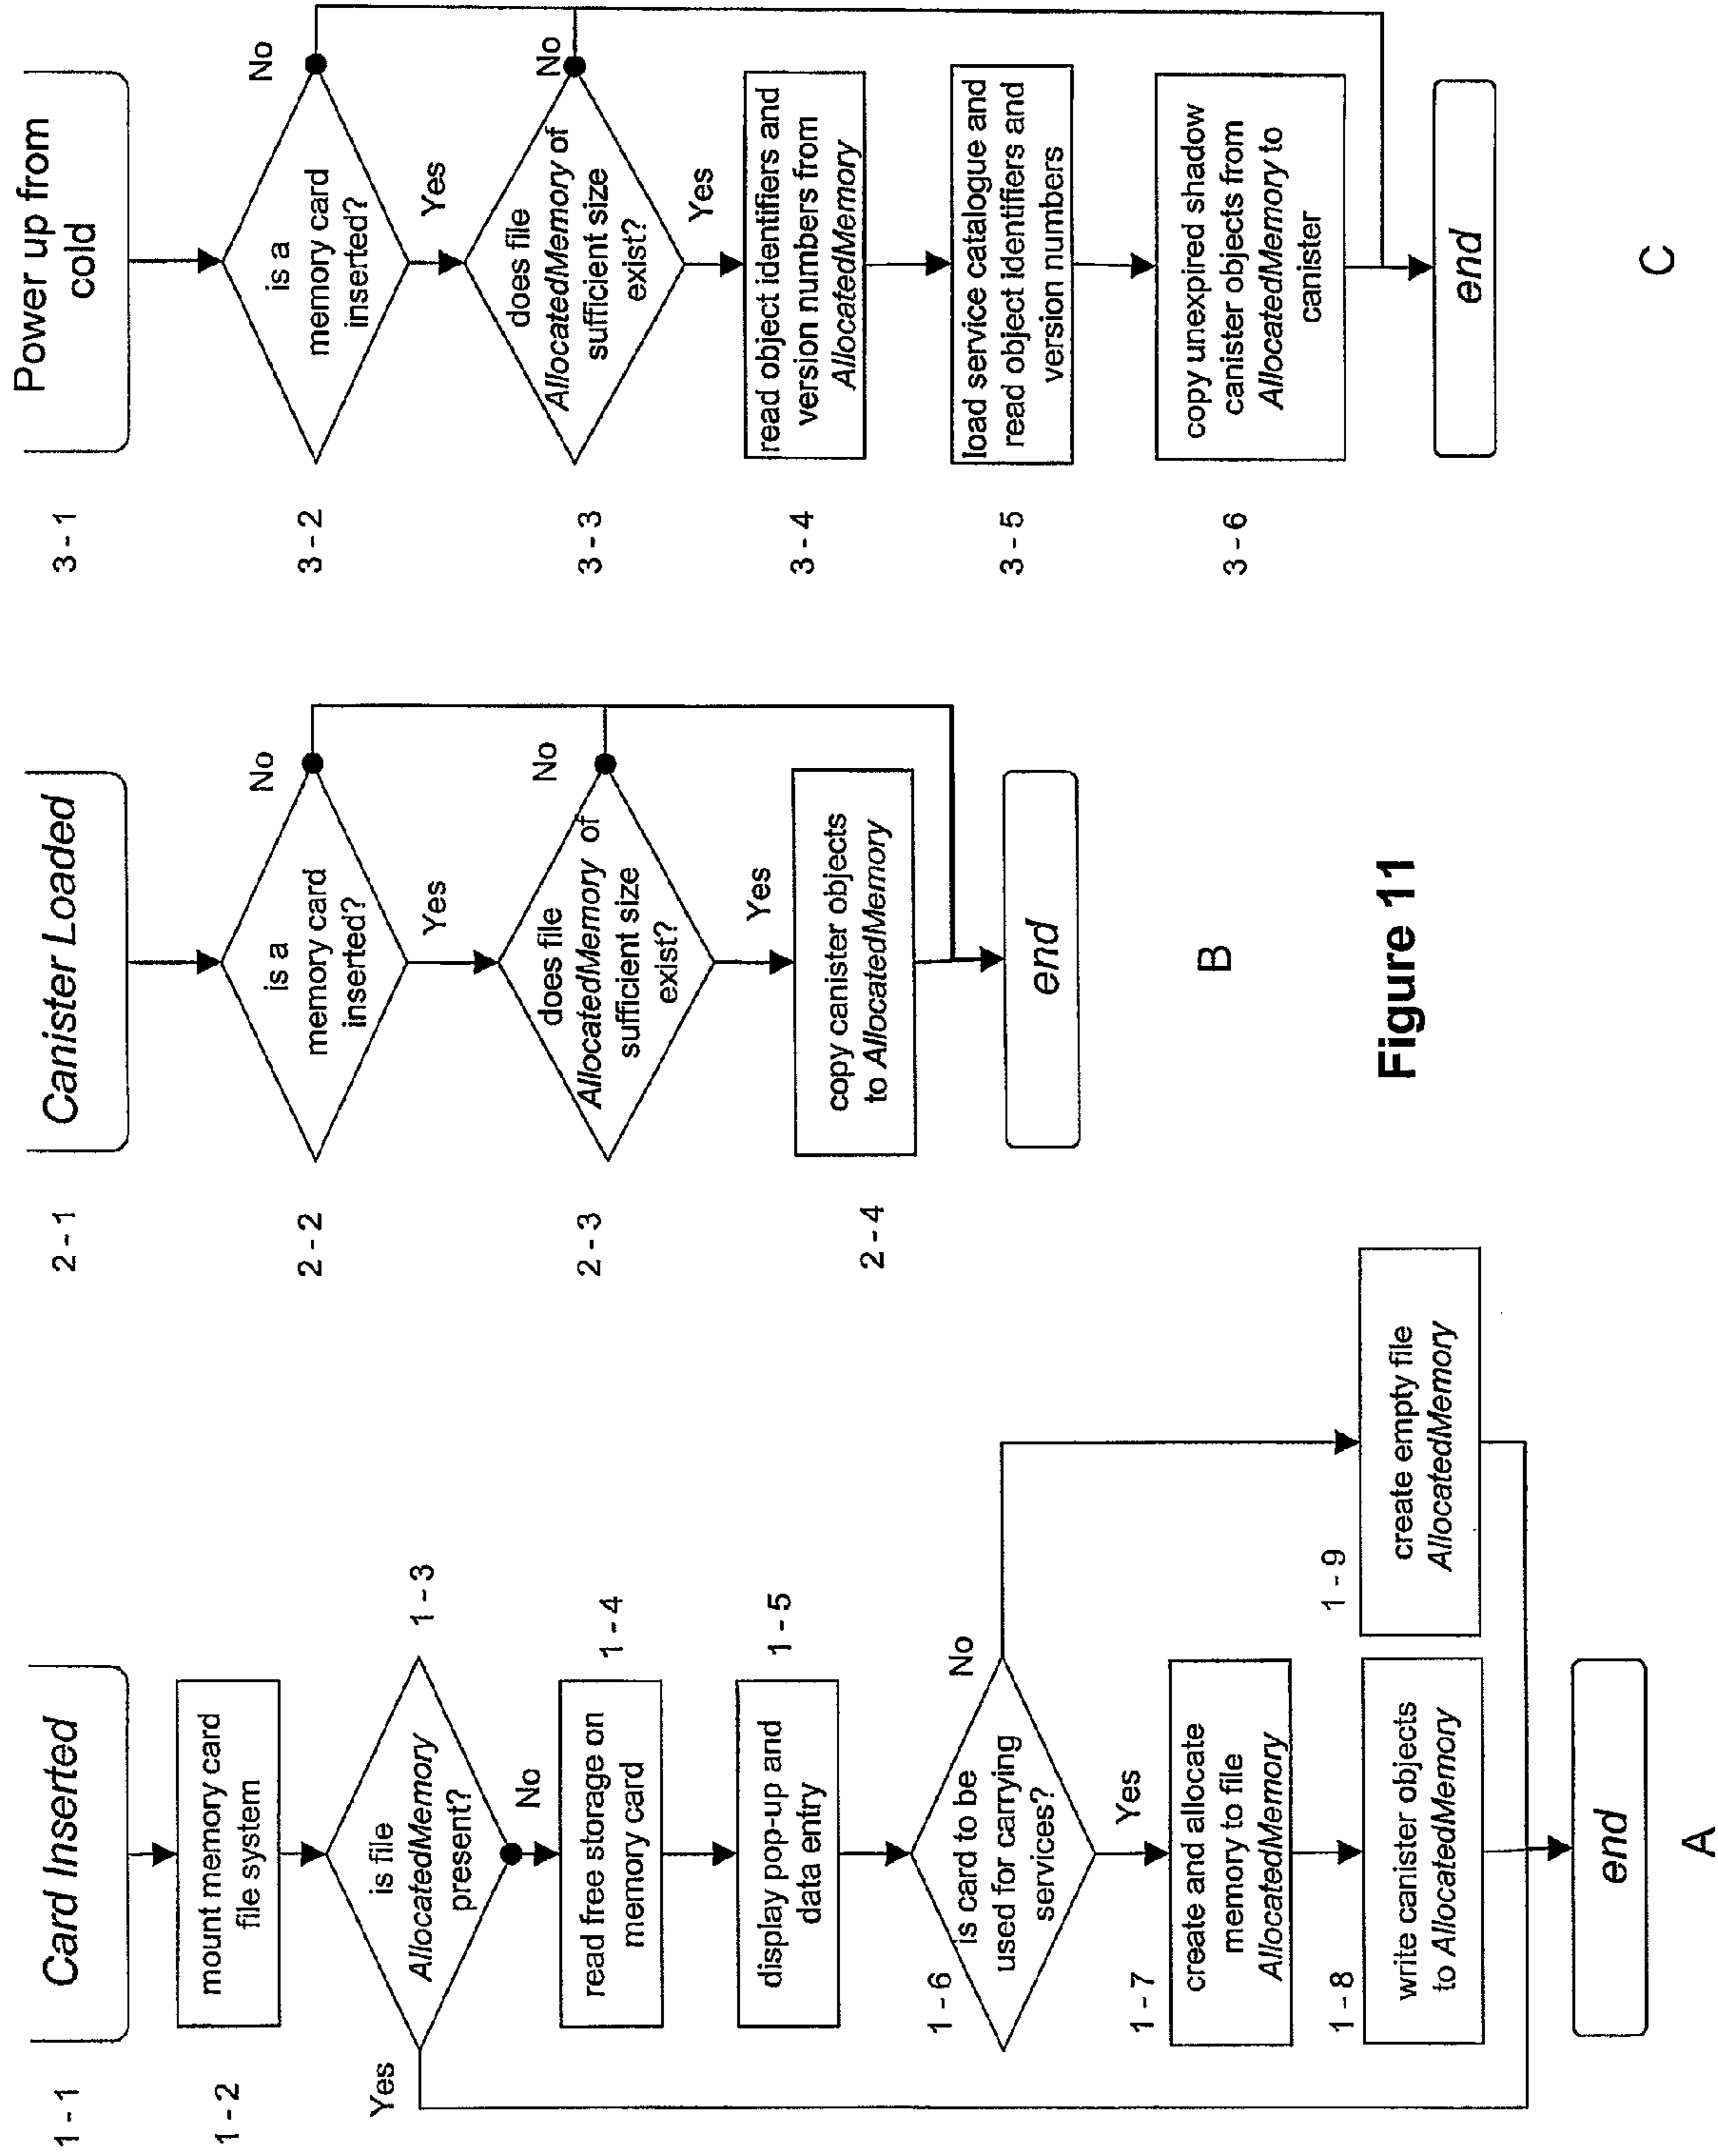 1 - 1
Card Inserted
1 - 2
mount memory card
file system
1 - 3
is file
AllocatedMemory
present?
Yes
No
1 - 4
read free storage on
memory card
1 - 5
display pop-up and
data entry
1 - 6
is card to be
used for carrying
services?
No
Yes
1 - 7
create and allocate
memory to file
AllocatedMemory
1 - 8
write canister objects
to AllocatedMemory
1 - 9
create empty file
AllocatedMemory
end
A
2 - 1
Canister Loaded
2 - 2
is a
memory card
inserted?
No
Yes
2 - 3
does file
AllocatedMemory of
sufficient size
exist?
No
Yes
2 - 4
copy canister objects
to AllocatedMemory
end
B
3 - 1
Power up from
cold
3 - 2
is a
memory card
inserted?
No
Yes
3 - 3
does file
AllocatedMemory of
sufficient size
exist?
No
Yes
3 - 4
read object identifiers and
version numbers from
AllocatedMemory
3 - 5
load service catalogue and
read object identifiers and
version numbers
3 - 6
copy unexpired shadow
canister objects from
AllocatedMemory to
canister
end
C
Figure 11